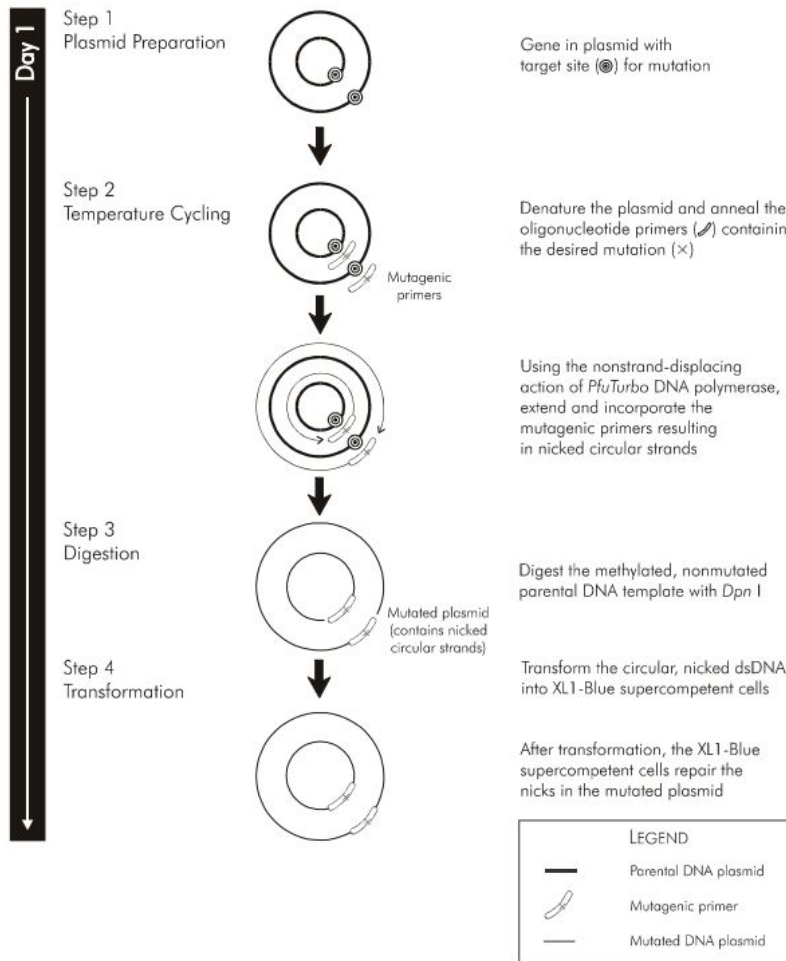 Day 1
Step 1
Plasmid Preparation
Gene in plasmid with
target site ( ) for mutation
Step 2
Temperature Cycling
Denature the plasmid and anneal the
oligonucleotide primers ( ) containin
the desired mutation (×)
Mutagenic
primers
Using the nonstrand-displacing
action of PfuTurbo DNA polymerase,
extend and incorporate the
mutagenic primers resulting
in nicked circular strands
Step 3
Digestion
Digest the methylated, nonmutated
parental DNA template with Dpn I
Mutated plasmid
(contains nicked
circular strands)
Step 4
Transformation
Transform the circular, nicked dsDNA
into XL1-Blue supercompetent cells
After transformation, the XL1-Blue
supercompetent cells repair the
nicks in the mutated plasmid
LEGEND
Parental DNA plasmid
Mutagenic primer
Mutated DNA plasmid